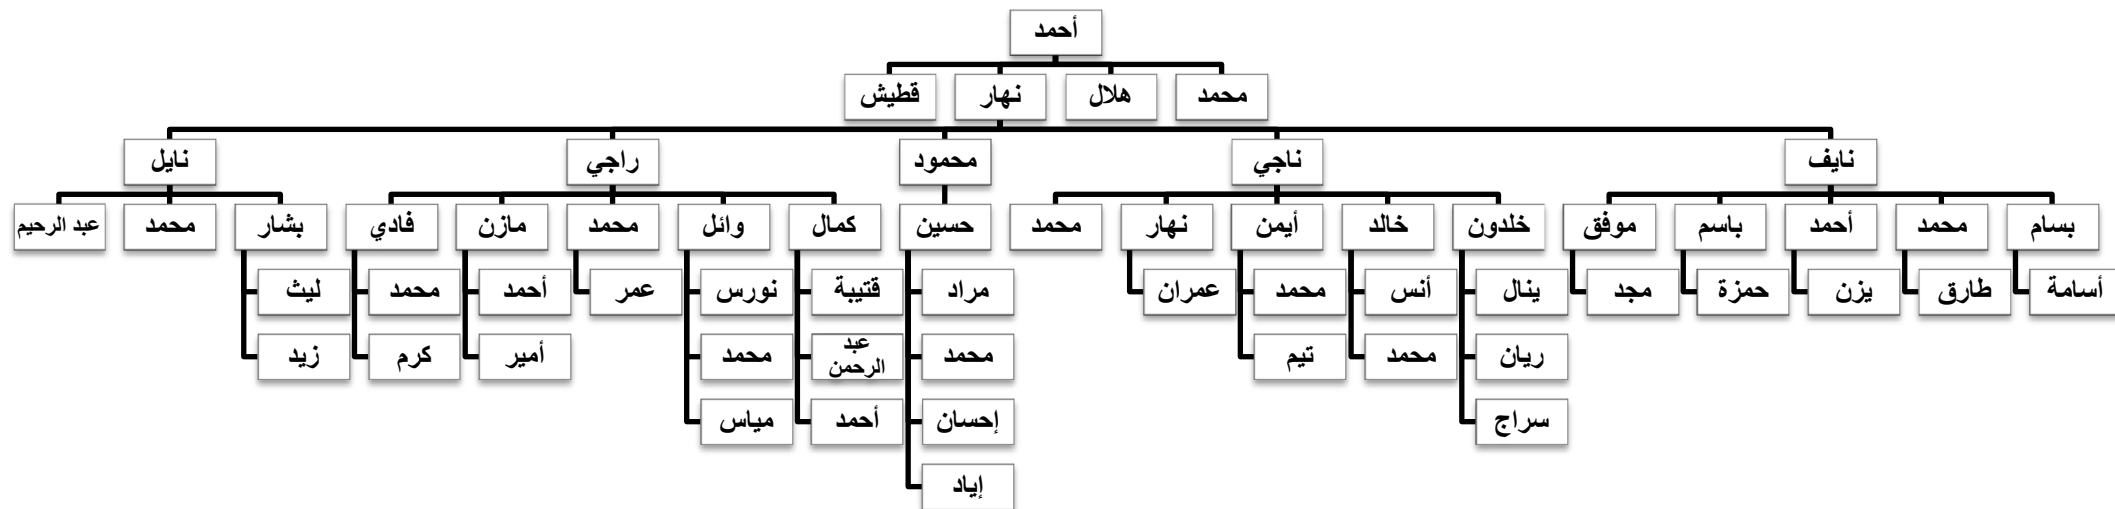 أحمد
محمد
هلال
نهار
قطيش
نايف
ناجي
محمود
راجي
نايل
بسام
محمد
أحمد
باسم
موفق
خلدون
خالد
أيمن
نهار
محمد
حسين
كمال
وائل
محمد
مازن
فادي
بشار
محمد
عبد الرحيم
أسامة
طارق
يزن
حمزة
مجد
ينال
أنس
محمد
عمران
مراد
قتيبة
نورس
عمر
أحمد
محمد
ليث
ريان
محمد
تيم
محمد
عبد
الرحمن
محمد
أمير
كرم
زيد
سراج
إحسان
أحمد
مياس
إياد